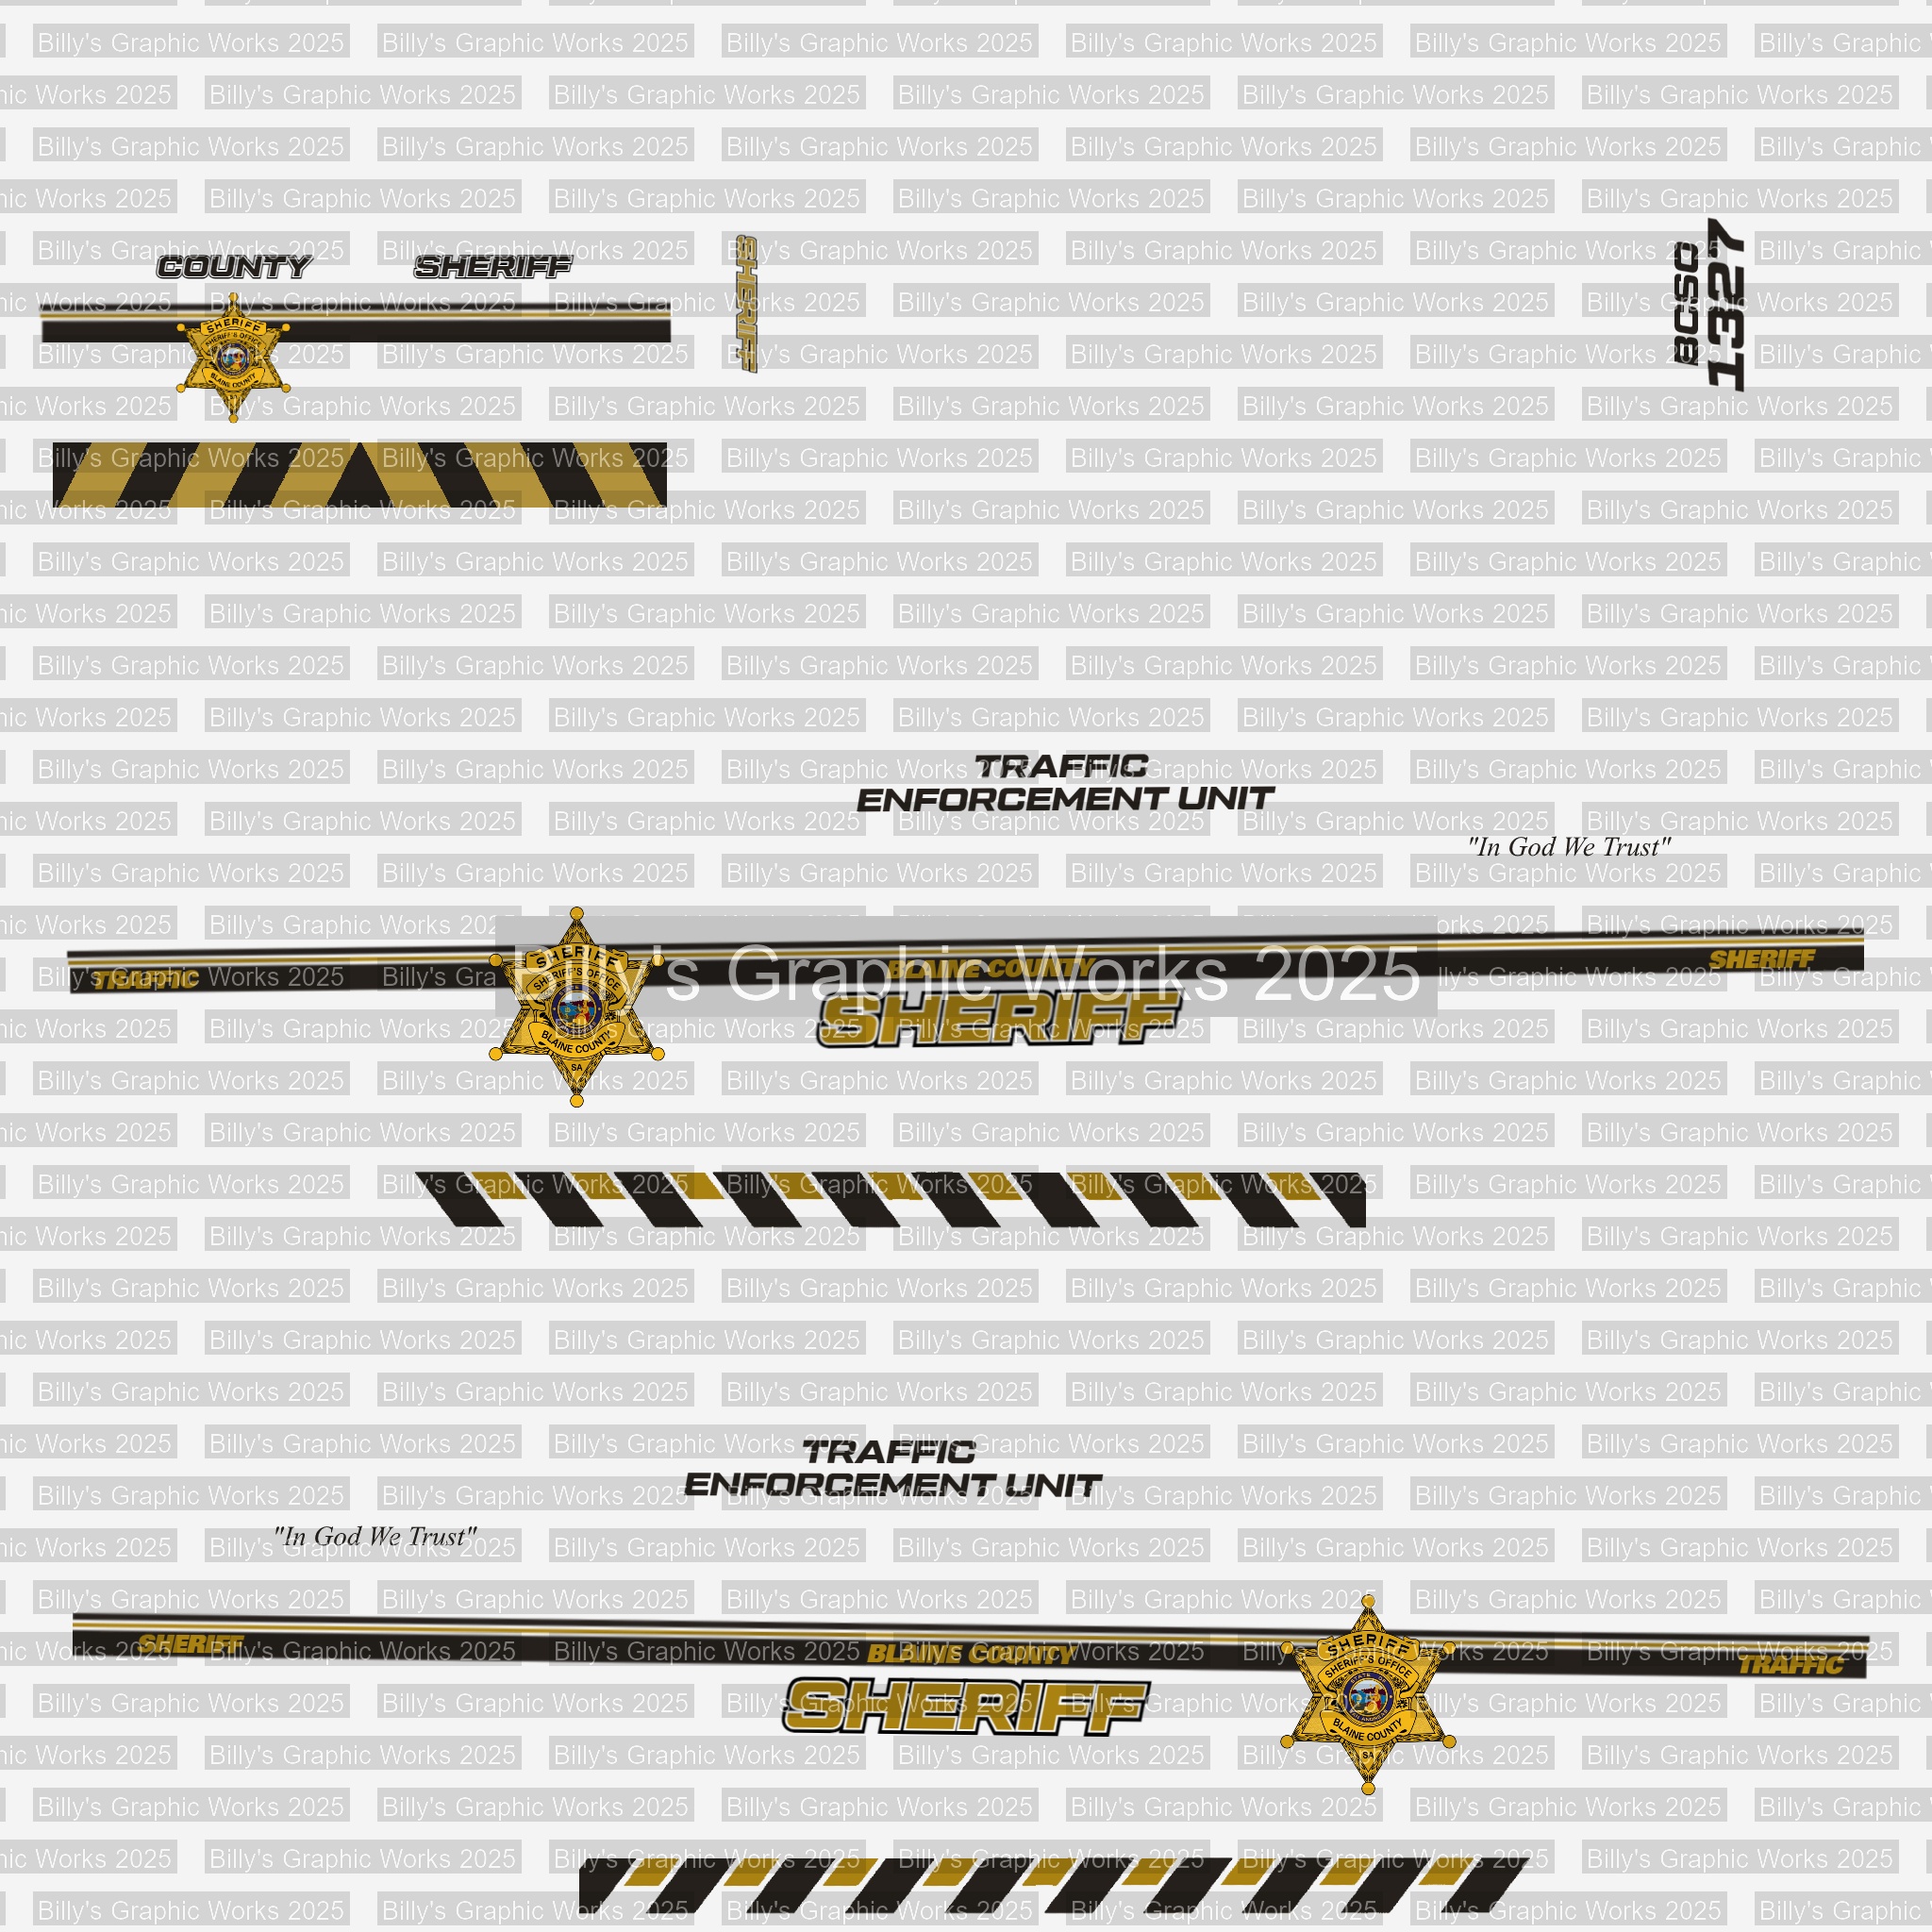 Billy's Graphic Works 2025
COUNTY
SHERIFF
SHERIFF
SHERIFF'S OFFICE
BLAINE COUNTY
SHERIFF
BCSO
1327
TRAFFIC
ENFORCEMENT UNIT
"In God We Trust"
TRAFFIC
BLAINE COUNTY
SHERIFF
SHERIFF
SHERIFF'S OFFICE
BLAINE COUNTY
SA
Billy's Graphic Works 2025
SHERIFF
TRAFFIC
ENFORCEMENT UNIT
"In God We Trust"
SHERIFF
BLAINE COUNTY
TRAFFIC
SHERIFF
SHERIFF'S OFFICE
BLAINE COUNTY
SA
SHERIFF